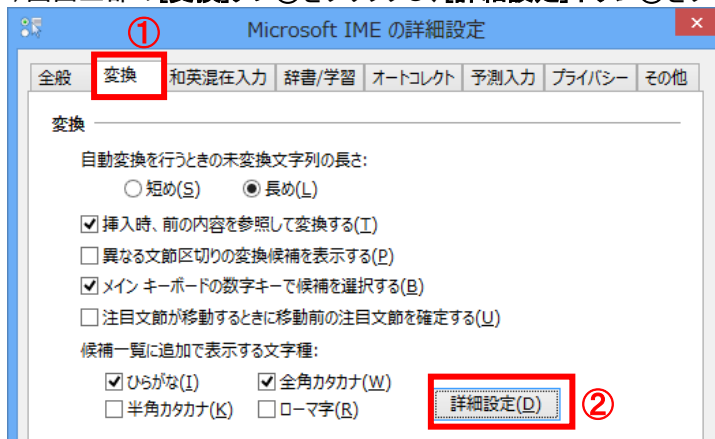 ①
Microsoft IME の詳細設定
全般 変換 和英混在入力 辞書/学習 オートコレクト 予測入力 プライバシー その他
変換
自動変換を行うときの未変換文字列の長さ:
短め(S) 長め(L)
挿入時、前の内容を参照して変換する(T)
異なる文節区切りの変換候補を表示する(P)
メイン キーボードの数字キーで候補を選択する(B)
注目文節が移動するときに移動前の注目文節を確定する(U)
候補一覧に追加で表示する文字種:
ひらがな(I) 全角カタカナ(W)
半角カタカナ(K) ローマ字(R)
詳細設定(D) ②